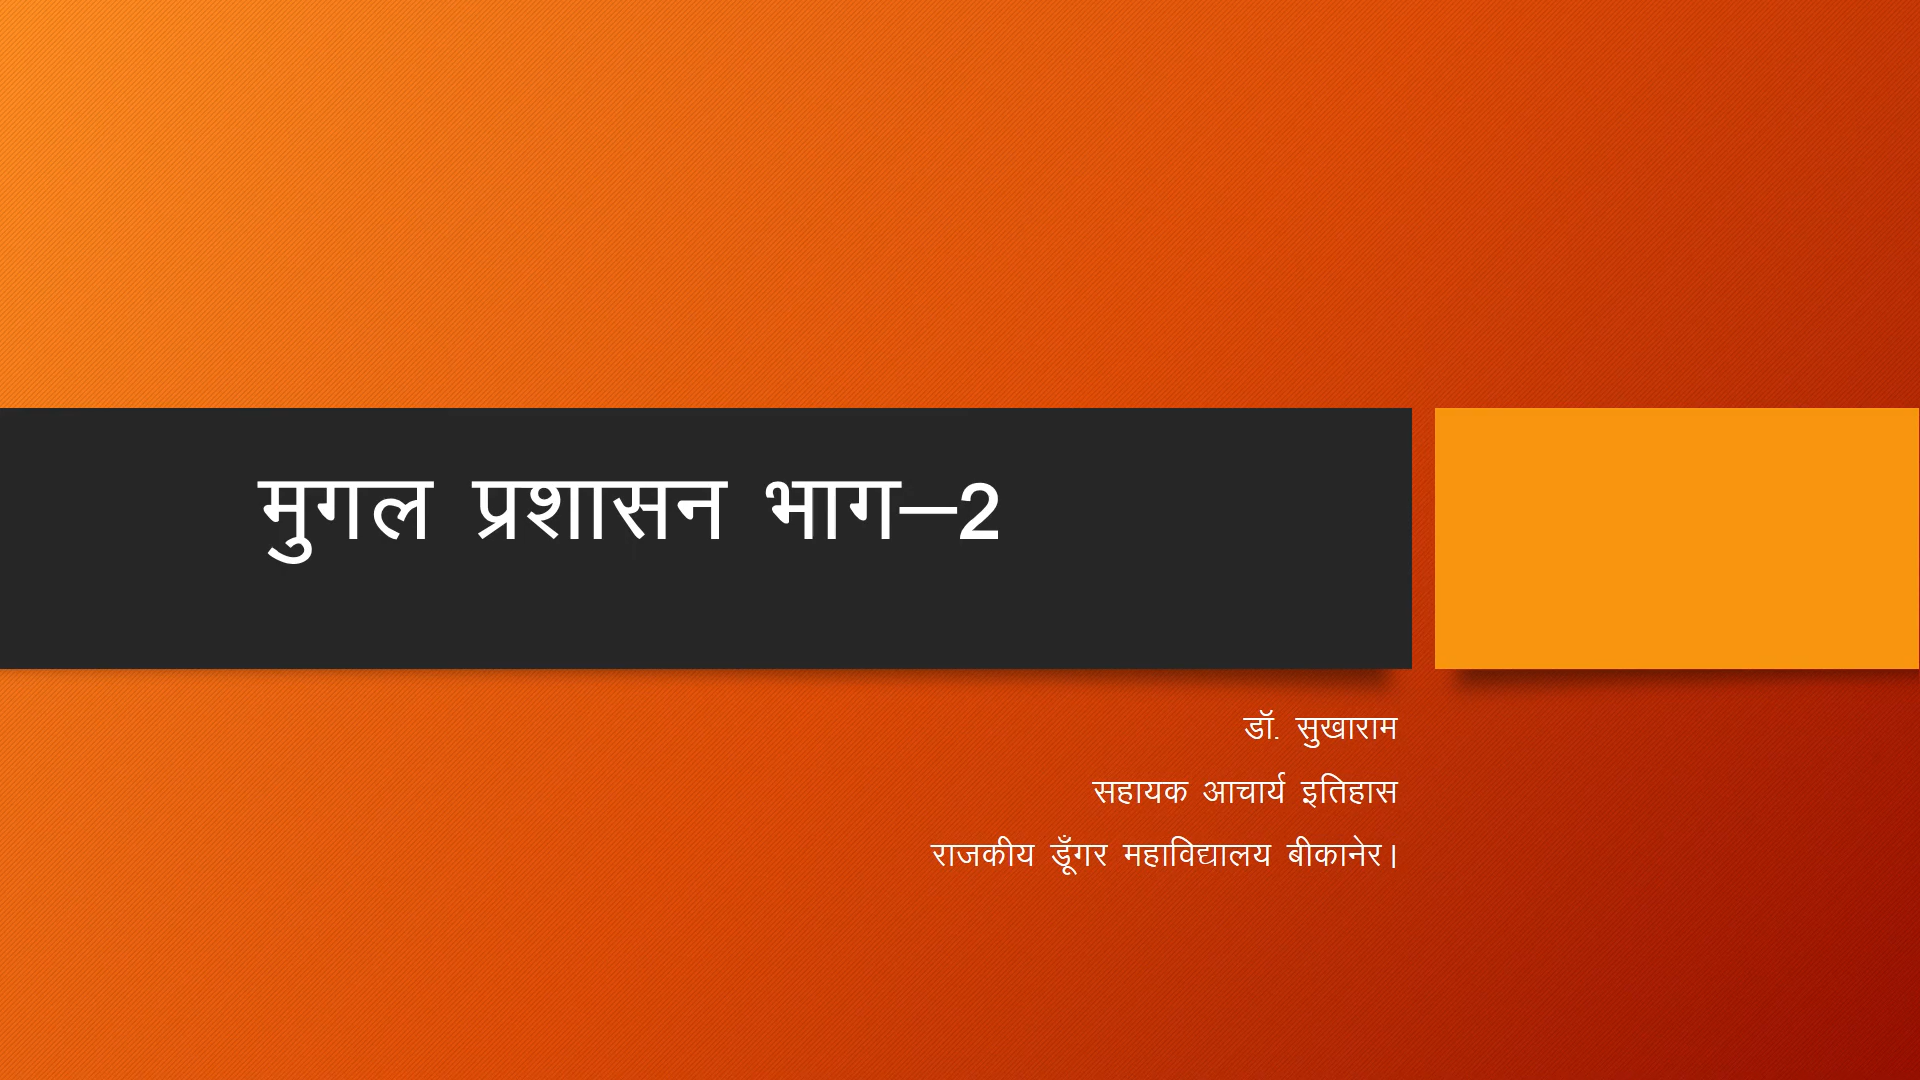 मुगल प्रशासन भाग–2
डॉ. सुखाराम
सहायक आचार्य इतिहास
राजकीय डूँगर महाविद्यालय बीकानेर।